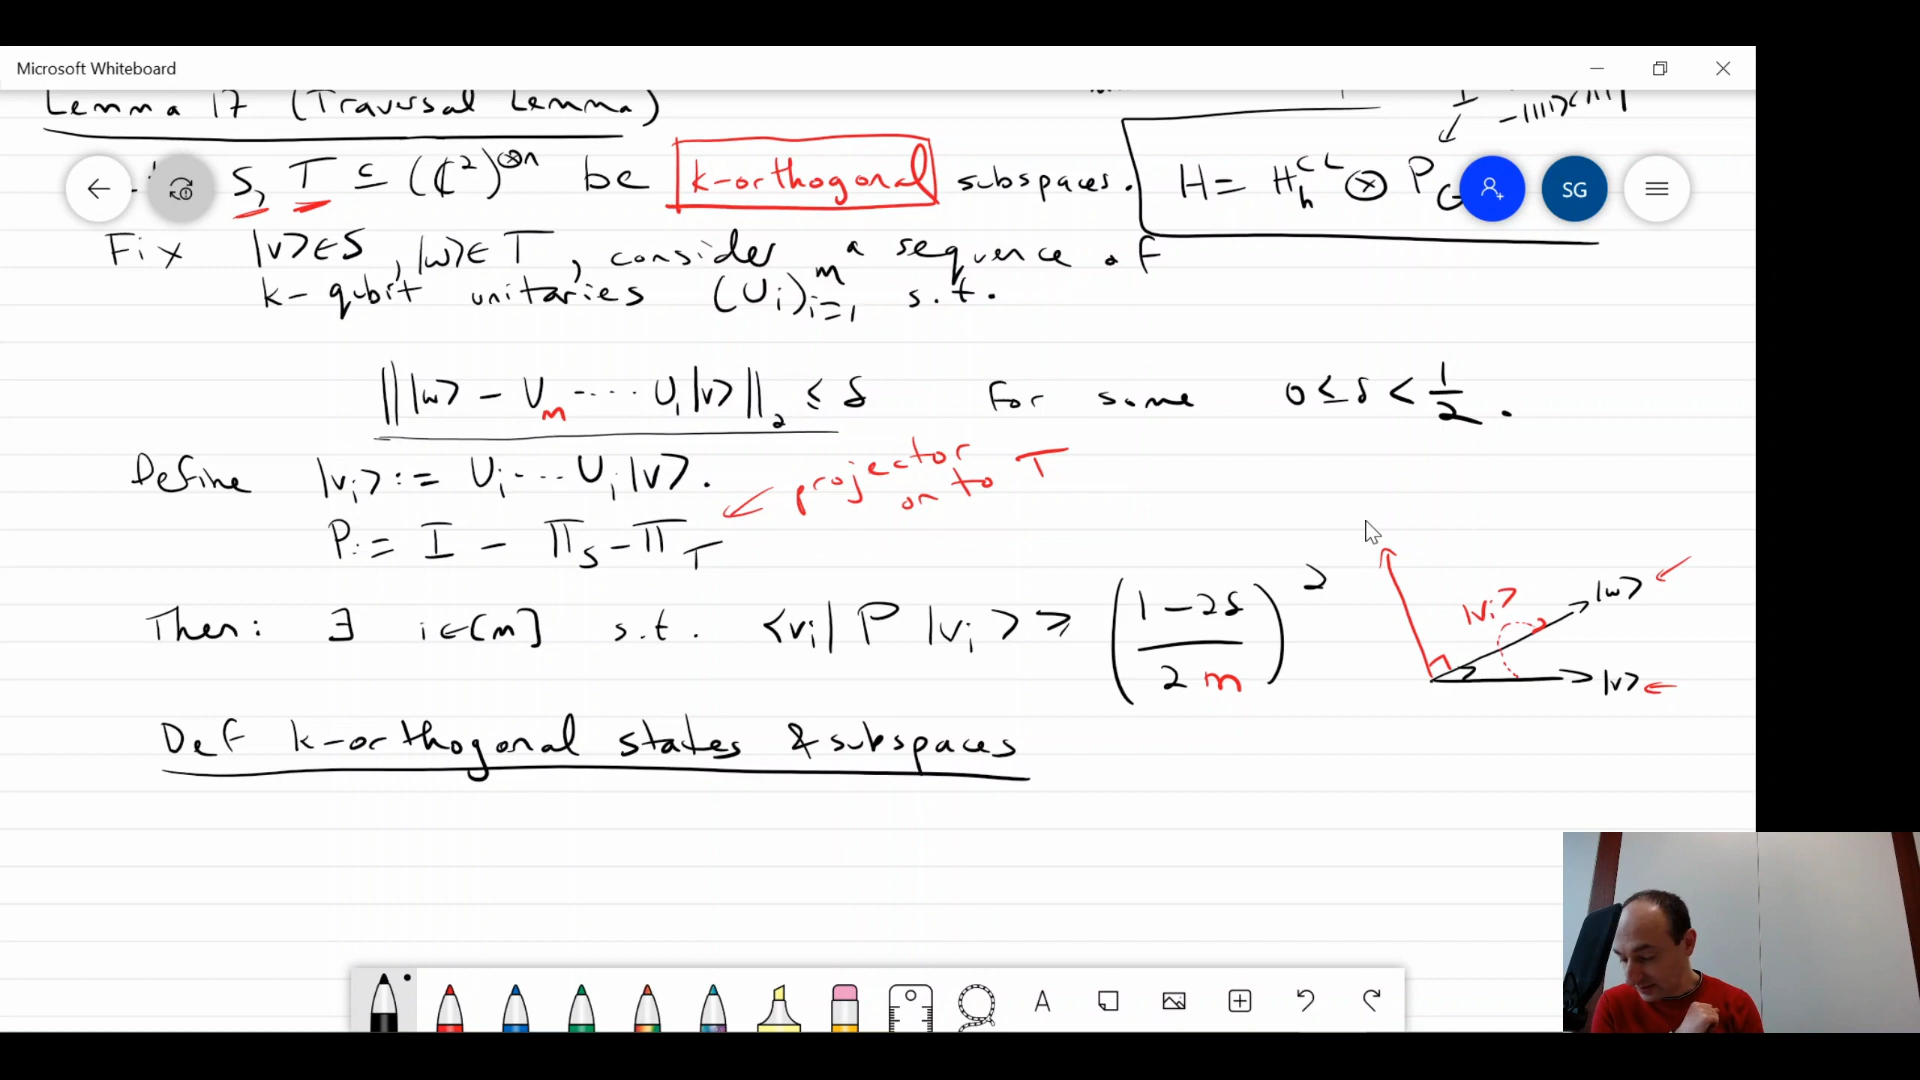 Microsoft Whiteboard
Lemma 17 (Traversal Lemma)
S, T ⊆ (ℂ²)^{⊗n} be k-orthogonal subspaces.
H = H_h^{CL} ⊗ P_G
SG
Fix |v⟩∈S, |w⟩∈T, consider a sequence of
k-qubit unitaries (U_i)_{i=1}^m s.t.
‖|w⟩ - U_m ···· U_1|v⟩‖_2 ≤ δ for some 0 ≤ δ < 1/2.
Define |v_i⟩ := U_i ··· U_1|v⟩.
projector onto T
P := I - Π_S - Π_T
Then: ∃ i∈[m] s.t. ⟨v_i|P|v_i⟩ ≥ ((1-2δ)/(2m))^2
|v_i⟩
|w⟩
|v⟩
Def k-orthogonal states & subspaces
A